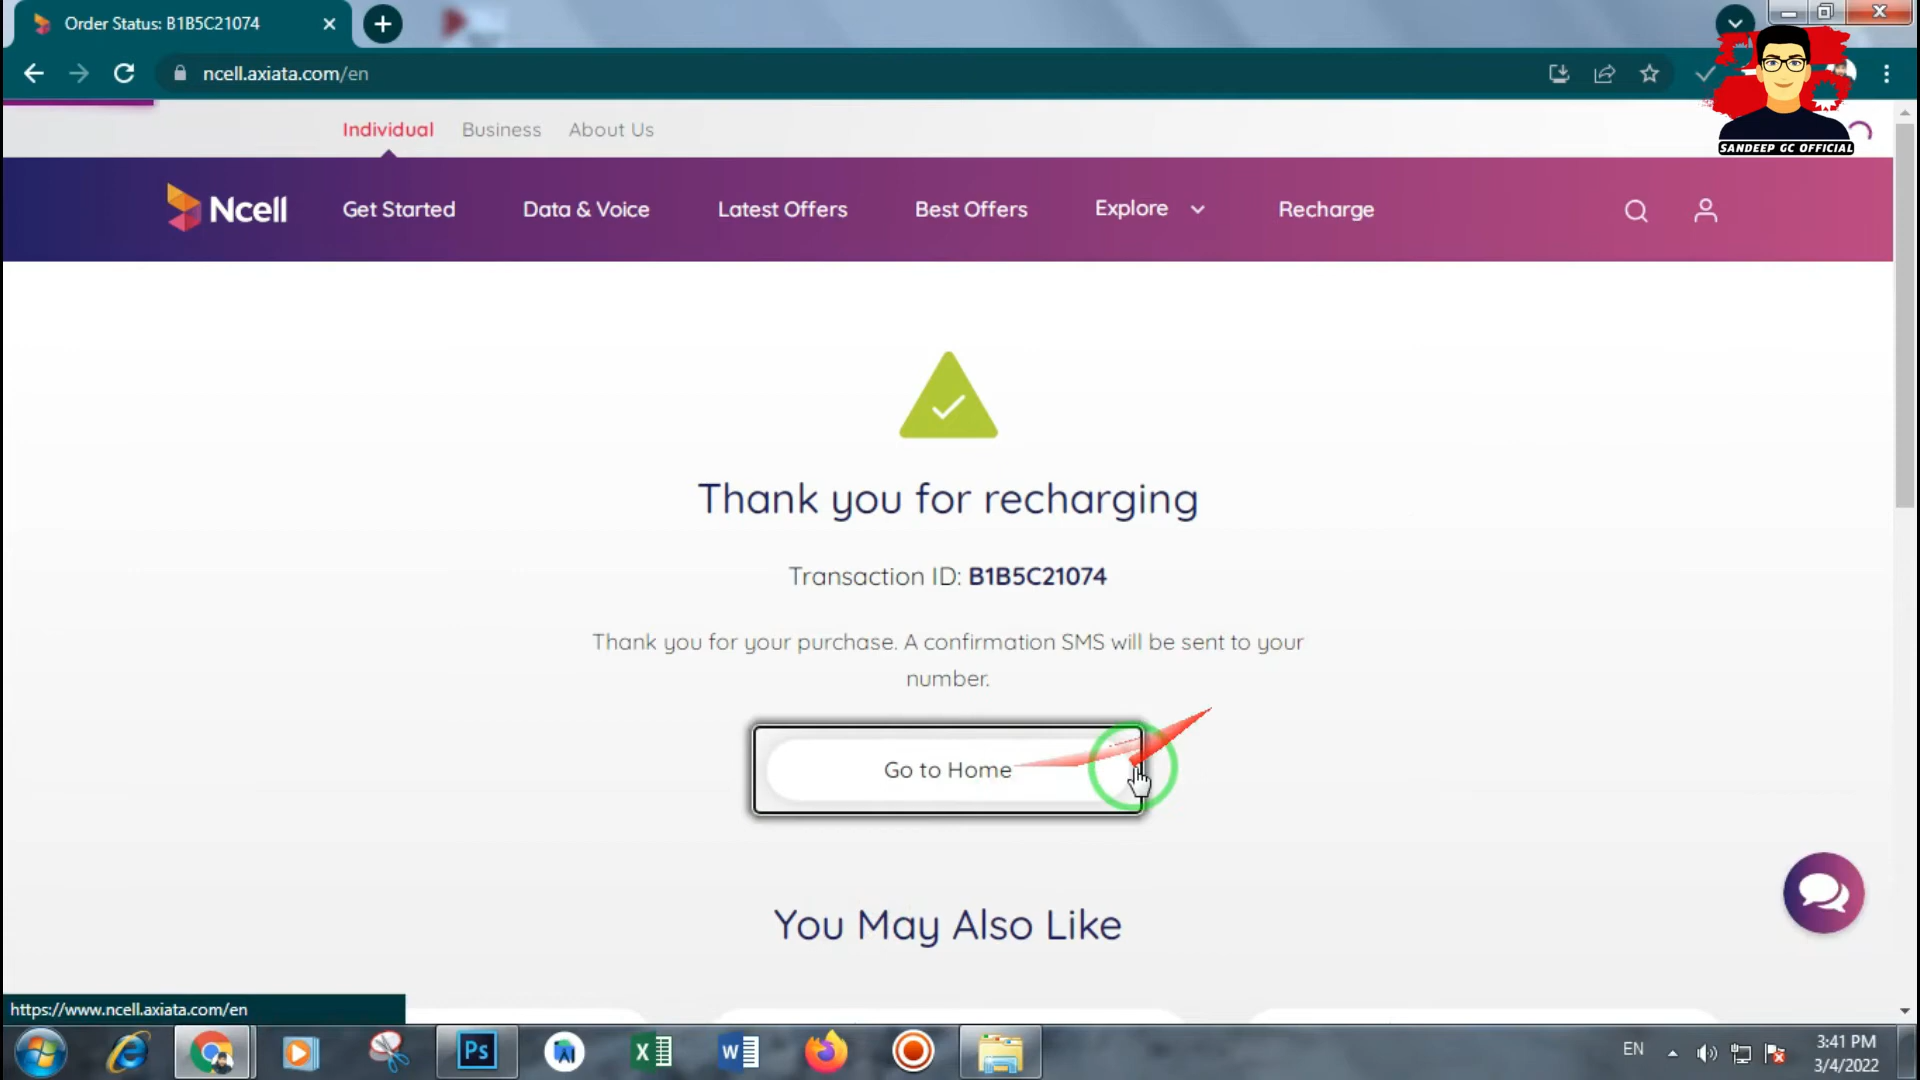 Order Status: B1B5C21074
ncell.axiata.com/en
SANDEEP GC OFFICIAL
Individual Business About Us
Ncell Get Started Data & Voice Latest Offers Best Offers Explore Recharge
Thank you for recharging
Transaction ID: B1B5C21074
Thank you for your purchase. A confirmation SMS will be sent to your
number.
Go to Home
You May Also Like
https://www.ncell.axiata.com/en
Ps
W
EN
3:41 PM
3/4/2022